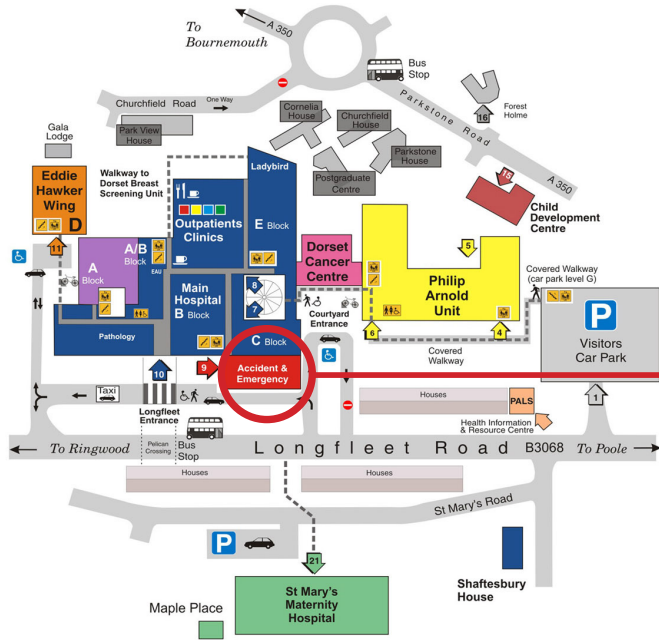 To
Bournemouth
A 350
Bus
Stop
Churchfield Road
One Way
Park View
House
Cornelia
House
Churchfield
House
Parkstone
House
Postgraduate
Centre
Parkstone Road
16
Forest
Holme
A 350
15
Child
Development
Centre
Gala
Lodge
Eddie
Hawker
Wing
D
11
Walkway to
Dorset Breast
Screening Unit
Ladybird
E Block
Outpatients
Clinics
A/B
Block
EAU
A
Block
Main
Hospital
B Block
8
7
C Block
Pathology
Dorset
Cancer
Centre
Courtyard
Entrance
5
Philip
Arnold
Unit
6
4
Covered Walkway
(car park level G)
Covered
Walkway
P
Visitors
Car Park
1
9
Accident &
Emergency
10
Taxi
Longfleet
Entrance
Houses
PALS
Health Information
& Resource Centre
To Ringwood
Pelican
Crossing
Bus
Stop
Longfleet Road B3068
To Poole
Houses
Houses
St Mary's Road
P
21
St Mary's
Maternity
Hospital
Maple Place
Shaftesbury
House